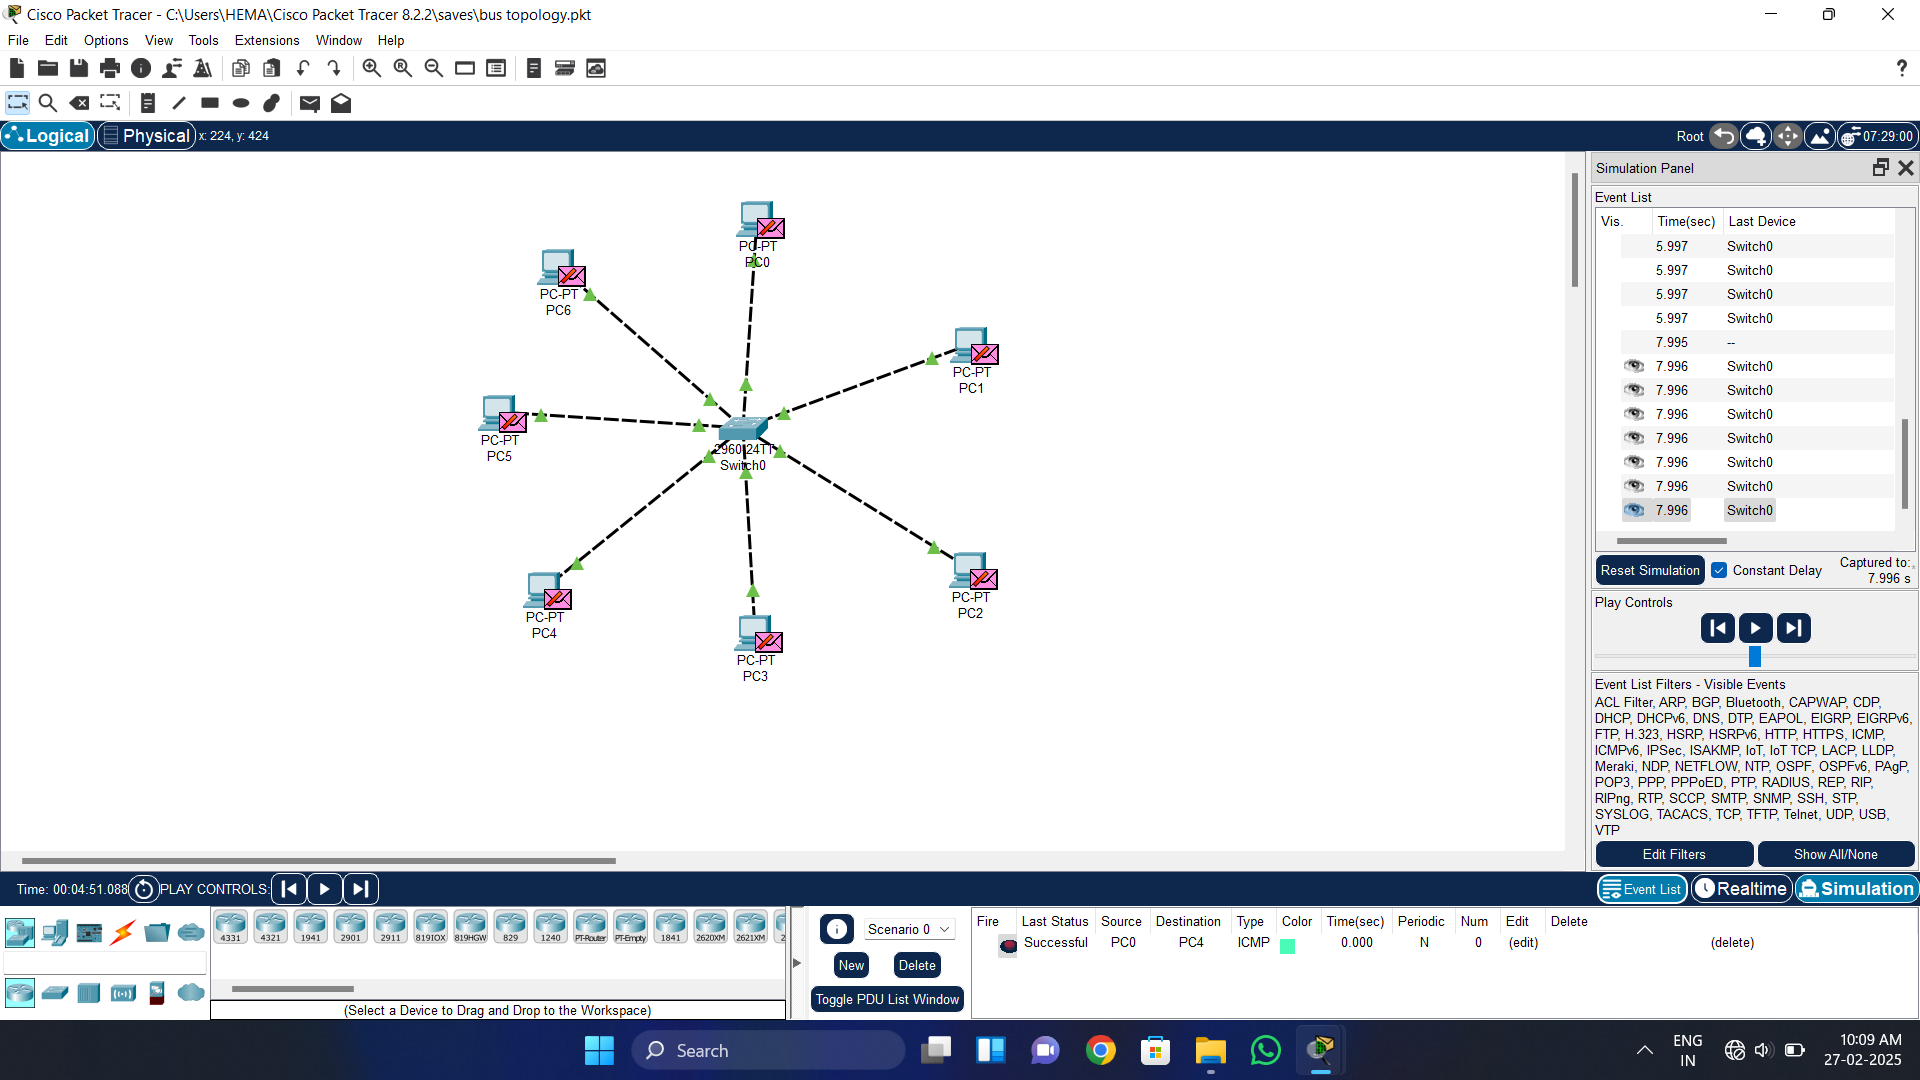 Cisco Packet Tracer - C:\Users\HEMA\Cisco Packet Tracer 8.2.2\saves\bus topology.pkt
File Edit Options View Tools Extensions Window Help
?
Logical Physical x: 224, y: 424 Root 07:29:00
Simulation Panel
Event List
Vis. Time(sec) Last Device
5.997 Switch0
5.997 Switch0
5.997 Switch0
5.997 Switch0
7.995 --
7.996 Switch0
7.996 Switch0
7.996 Switch0
7.996 Switch0
7.996 Switch0
7.996 Switch0
7.996 Switch0
Reset Simulation Constant Delay Captured to:
7.996 s
Play Controls
Event List Filters - Visible Events
ACL Filter, ARP, BGP, Bluetooth, CAPWAP, CDP,
DHCP, DHCPv6, DNS, DTP, EAPOL, EIGRP, EIGRPv6,
FTP, H.323, HSRP, HSRPv6, HTTP, HTTPS, ICMP,
ICMPv6, IPSec, ISAKMP, IoT, IoT TCP, LACP, LLDP,
Meraki, NDP, NETFLOW, NTP, OSPF, OSPFv6, PAgP,
POP3, PPP, PPPoED, PTP, RADIUS, REP, RIP,
RIPng, RTP, SCCP, SMTP, SNMP, SSH, STP,
SYSLOG, TACACS, TCP, TFTP, Telnet, UDP, USB,
VTP
Edit Filters Show All/None
PC-PT
PC0
PC-PT
PC6
PC-PT
PC1
PC-PT
PC5
2960-24TT
Switch0
PC-PT
PC2
PC-PT
PC4
PC-PT
PC3
Time: 00:04:51.088 PLAY CONTROLS: Event List Realtime Simulation
4331 4321 1941 2901 2911 819IOX 819HGW 829 1240 PT-Router PT-Empty 1841 2620XM 2621XM 2
(Select a Device to Drag and Drop to the Workspace)
Scenario 0
New Delete
Toggle PDU List Window
Fire Last Status Source Destination Type Color Time(sec) Periodic Num Edit Delete
Successful PC0 PC4 ICMP 0.000 N 0 (edit) (delete)
Search
ENG
IN
10:09 AM
27-02-2025